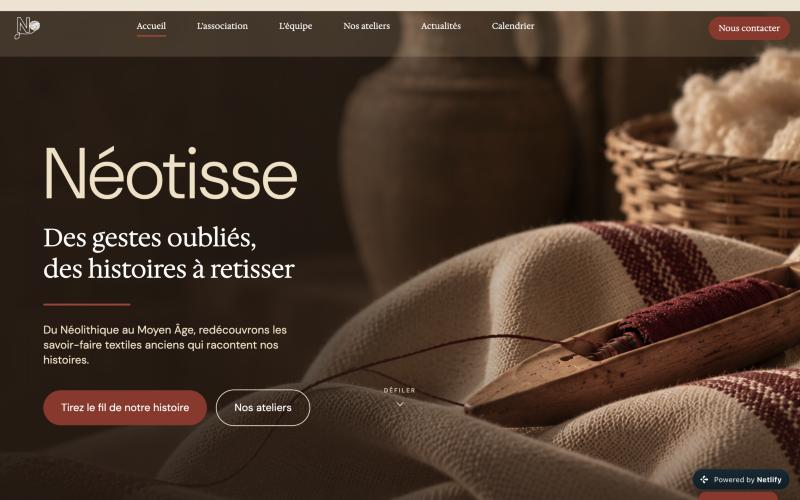 N
Accueil
L'association
L'équipe
Nos ateliers
Actualités
Calendrier
Nous contacter
Néotisse
Des gestes oubliés,
des histoires à retisser
Du Néolithique au Moyen Âge, redécouvrons les
savoir-faire textiles anciens qui racontent nos
histoires.
Tirez le fil de notre histoire
Nos ateliers
DÉFILER
Powered by Netlify